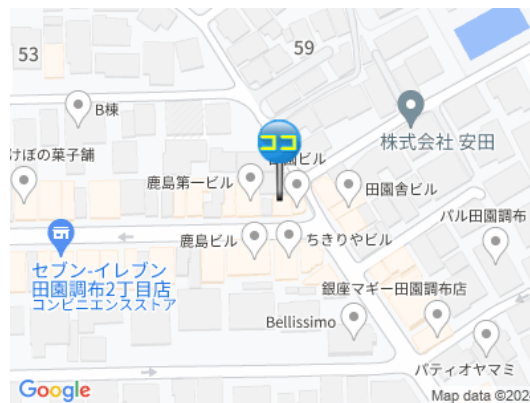 53
59
B棟
株式会社 安田
ココ
けぼの菓子舗
鹿島第一ビル
田園ビル
田園舎ビル
パル田園調布
鹿島ビル
ちきりやビル
セブン-イレブン
田園調布2丁目店
コンビニエンスストア
銀座マギー田園調布店
Bellissimo
パティオヤマミ
Google
Map data ©202